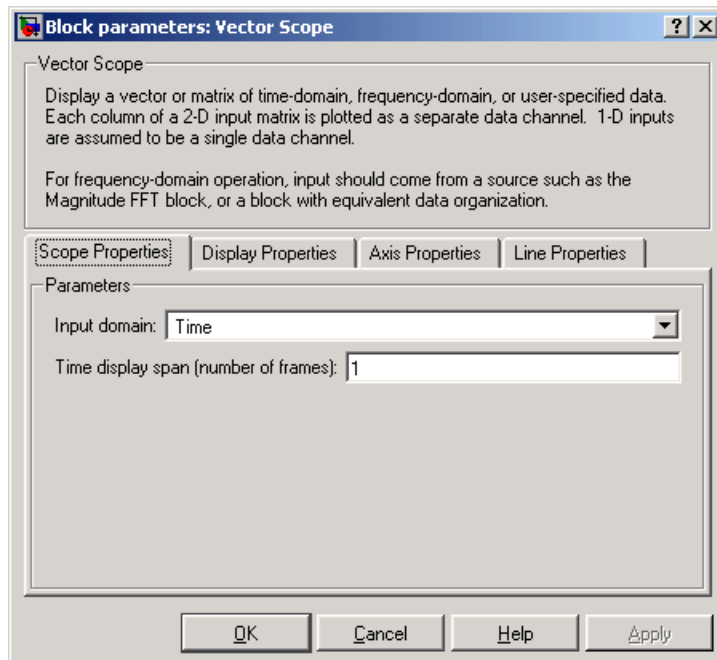 Block parameters: Vector Scope
Vector Scope
Display a vector or matrix of time-domain, frequency-domain, or user-specified data.
Each column of a 2-D input matrix is plotted as a separate data channel.  1-D inputs
are assumed to be a single data channel.
For frequency-domain operation, input should come from a source such as the
Magnitude FFT block, or a block with equivalent data organization.
Scope Properties Display Properties Axis Properties Line Properties
Parameters
Input domain: Time
Time display span (number of frames): 1
OK Cancel Help Apply